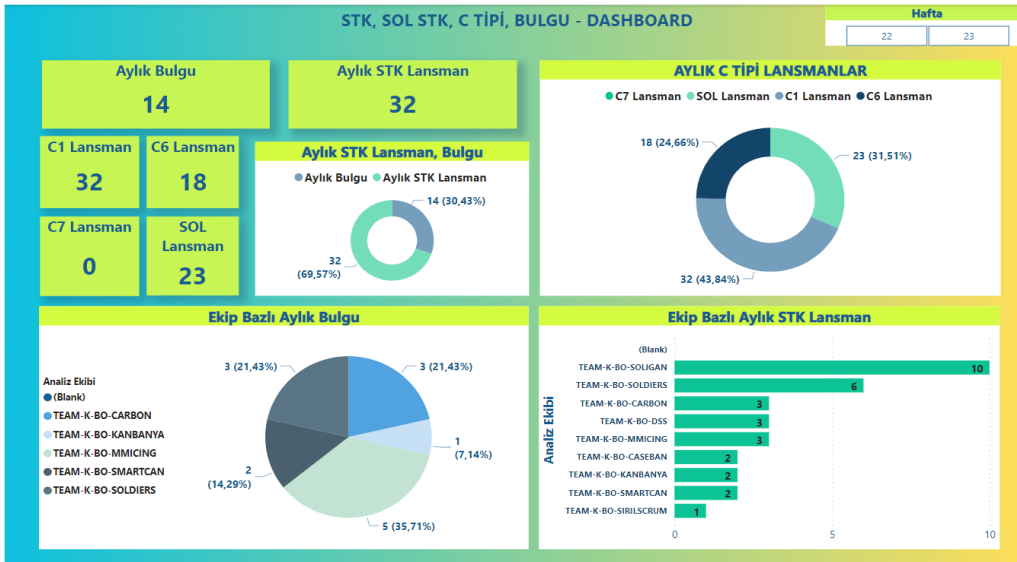 STK, SOL STK, C TİPİ, BULGU - DASHBOARD
Hafta
22
23
Aylık Bulgu
14
Aylık STK Lansman
32
C1 Lansman
32
C6 Lansman
18
C7 Lansman
0
SOL
Lansman
23
Aylık STK Lansman, Bulgu
Aylık Bulgu Aylık STK Lansman
14 (30,43%)
32
(69,57%)
AYLIK C TİPİ LANSMANLAR
C7 Lansman SOL Lansman C1 Lansman C6 Lansman
18 (24,66%)
23 (31,51%)
32 (43,84%)
Ekip Bazlı Aylık Bulgu
Analiz Ekibi
(Blank)
TEAM-K-BO-CARBON
TEAM-K-BO-KANBANYA
TEAM-K-BO-MMICING
TEAM-K-BO-SMARTCAN
TEAM-K-BO-SOLDIERS
3 (21,43%)
3 (21,43%)
1
(7,14%)
2
(14,29%)
5 (35,71%)
Ekip Bazlı Aylık STK Lansman
Analiz Ekibi
(Blank)
TEAM-K-BO-SOLIGAN 10
TEAM-K-BO-SOLDIERS 6
TEAM-K-BO-CARBON 3
TEAM-K-BO-DSS 3
TEAM-K-BO-MMICING 3
TEAM-K-BO-CASEBAN 2
TEAM-K-BO-KANBANYA 2
TEAM-K-BO-SMARTCAN 2
TEAM-K-BO-SIRILSCRUM 1
0 5 10